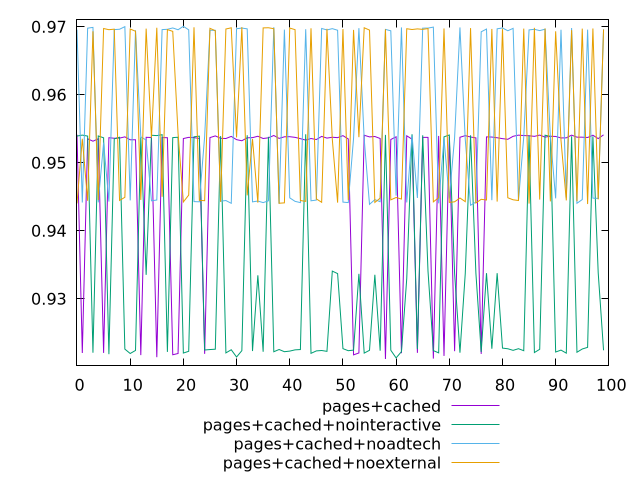 0.97
0.96
0.95
0.94
0.93
0 10 20 30 40 50 60 70 80 90 100
pages+cached
pages+cached+nointeractive
pages+cached+noadtech
pages+cached+noexternal